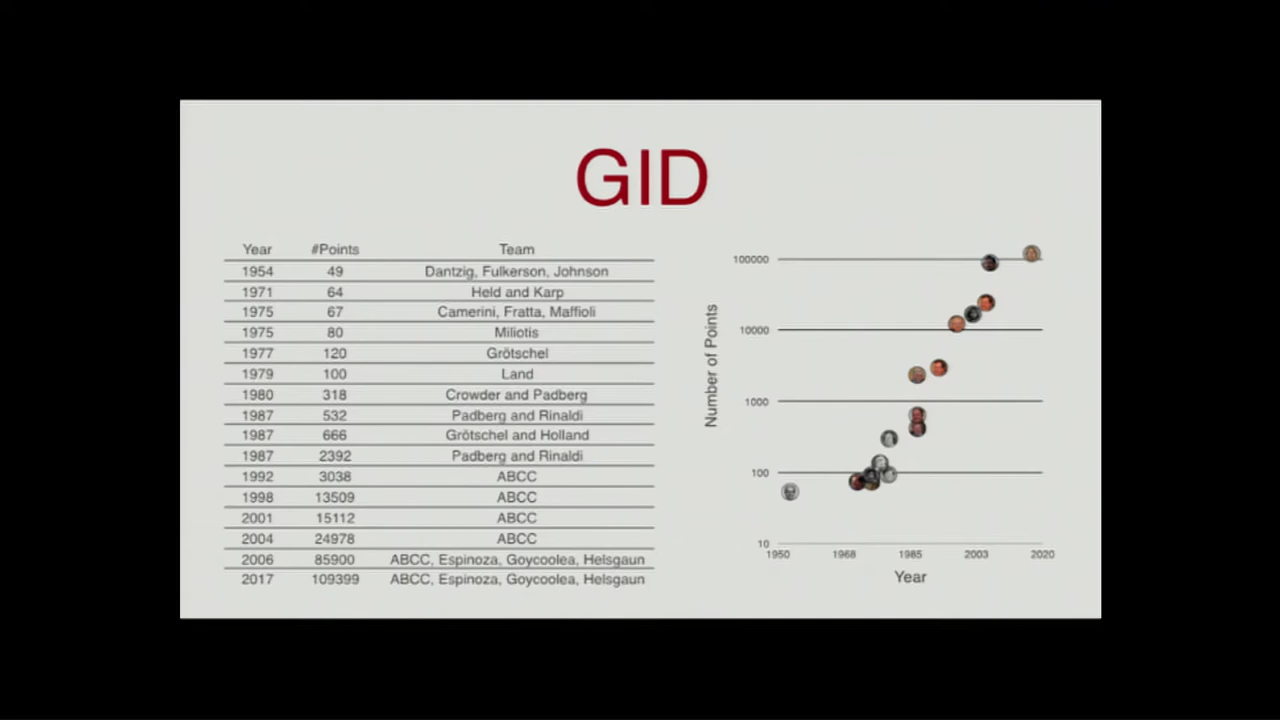 GID
Year #Points Team
1954 49 Dantzig, Fulkerson, Johnson
1971 64 Held and Karp
1975 67 Camerini, Fratta, Maffioli
1975 80 Miliotis
1977 120 Grötschel
1979 100 Land
1980 318 Crowder and Padberg
1987 532 Padberg and Rinaldi
1987 666 Grötschel and Holland
1987 2392 Padberg and Rinaldi
1992 3038 ABCC
1998 13509 ABCC
2001 15112 ABCC
2004 24978 ABCC
2006 85900 ABCC, Espinoza, Goycoolea, Helsgaun
2017 109399 ABCC, Espinoza, Goycoolea, Helsgaun
Number of Points
100000
10000
1000
100
10
1950 1968 1985 2003 2020
Year